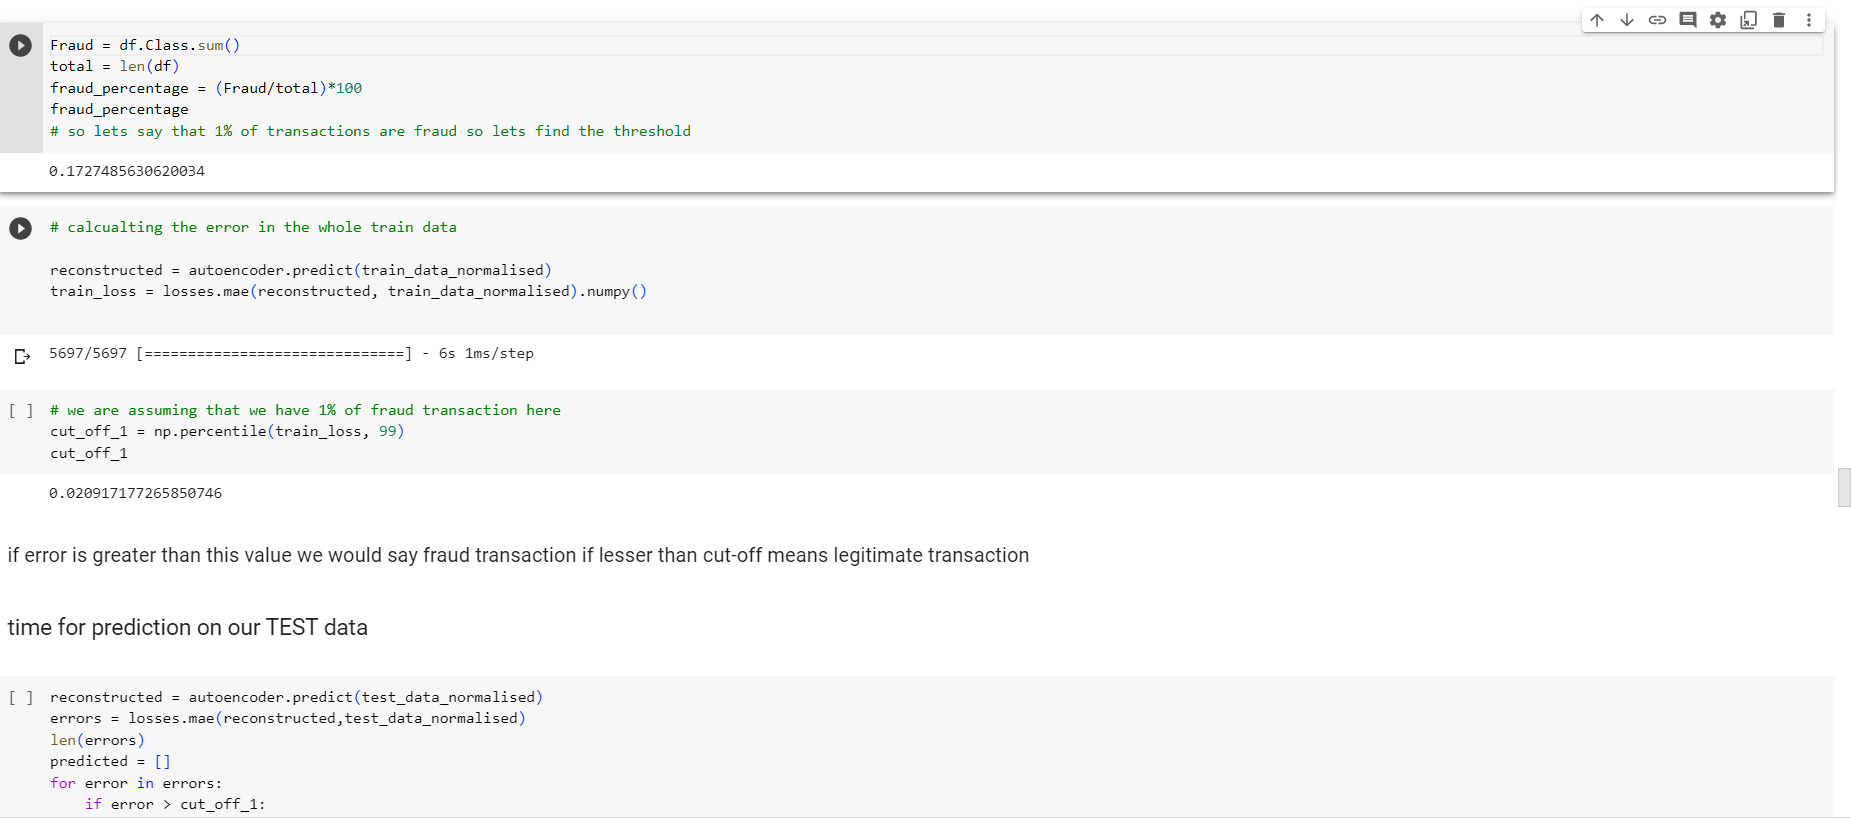 Fraud = df.Class.sum()
total = len(df)
fraud_percentage = (Fraud/total)*100
fraud_percentage
# so lets say that 1% of transactions are fraud so lets find the threshold
0.1727485630620034
# calcualting the error in the whole train data
reconstructed = autoencoder.predict(train_data_normalised)
train_loss = losses.mae(reconstructed, train_data_normalised).numpy()
5697/5697 [==============================] - 6s 1ms/step
[ ] # we are assuming that we have 1% of fraud transaction here
cut_off_1 = np.percentile(train_loss, 99)
cut_off_1
0.020917177265850746
if error is greater than this value we would say fraud transaction if lesser than cut-off means legitimate transaction
time for prediction on our TEST data
[ ] reconstructed = autoencoder.predict(test_data_normalised)
errors = losses.mae(reconstructed,test_data_normalised)
len(errors)
predicted = []
for error in errors:
    if error > cut_off_1: